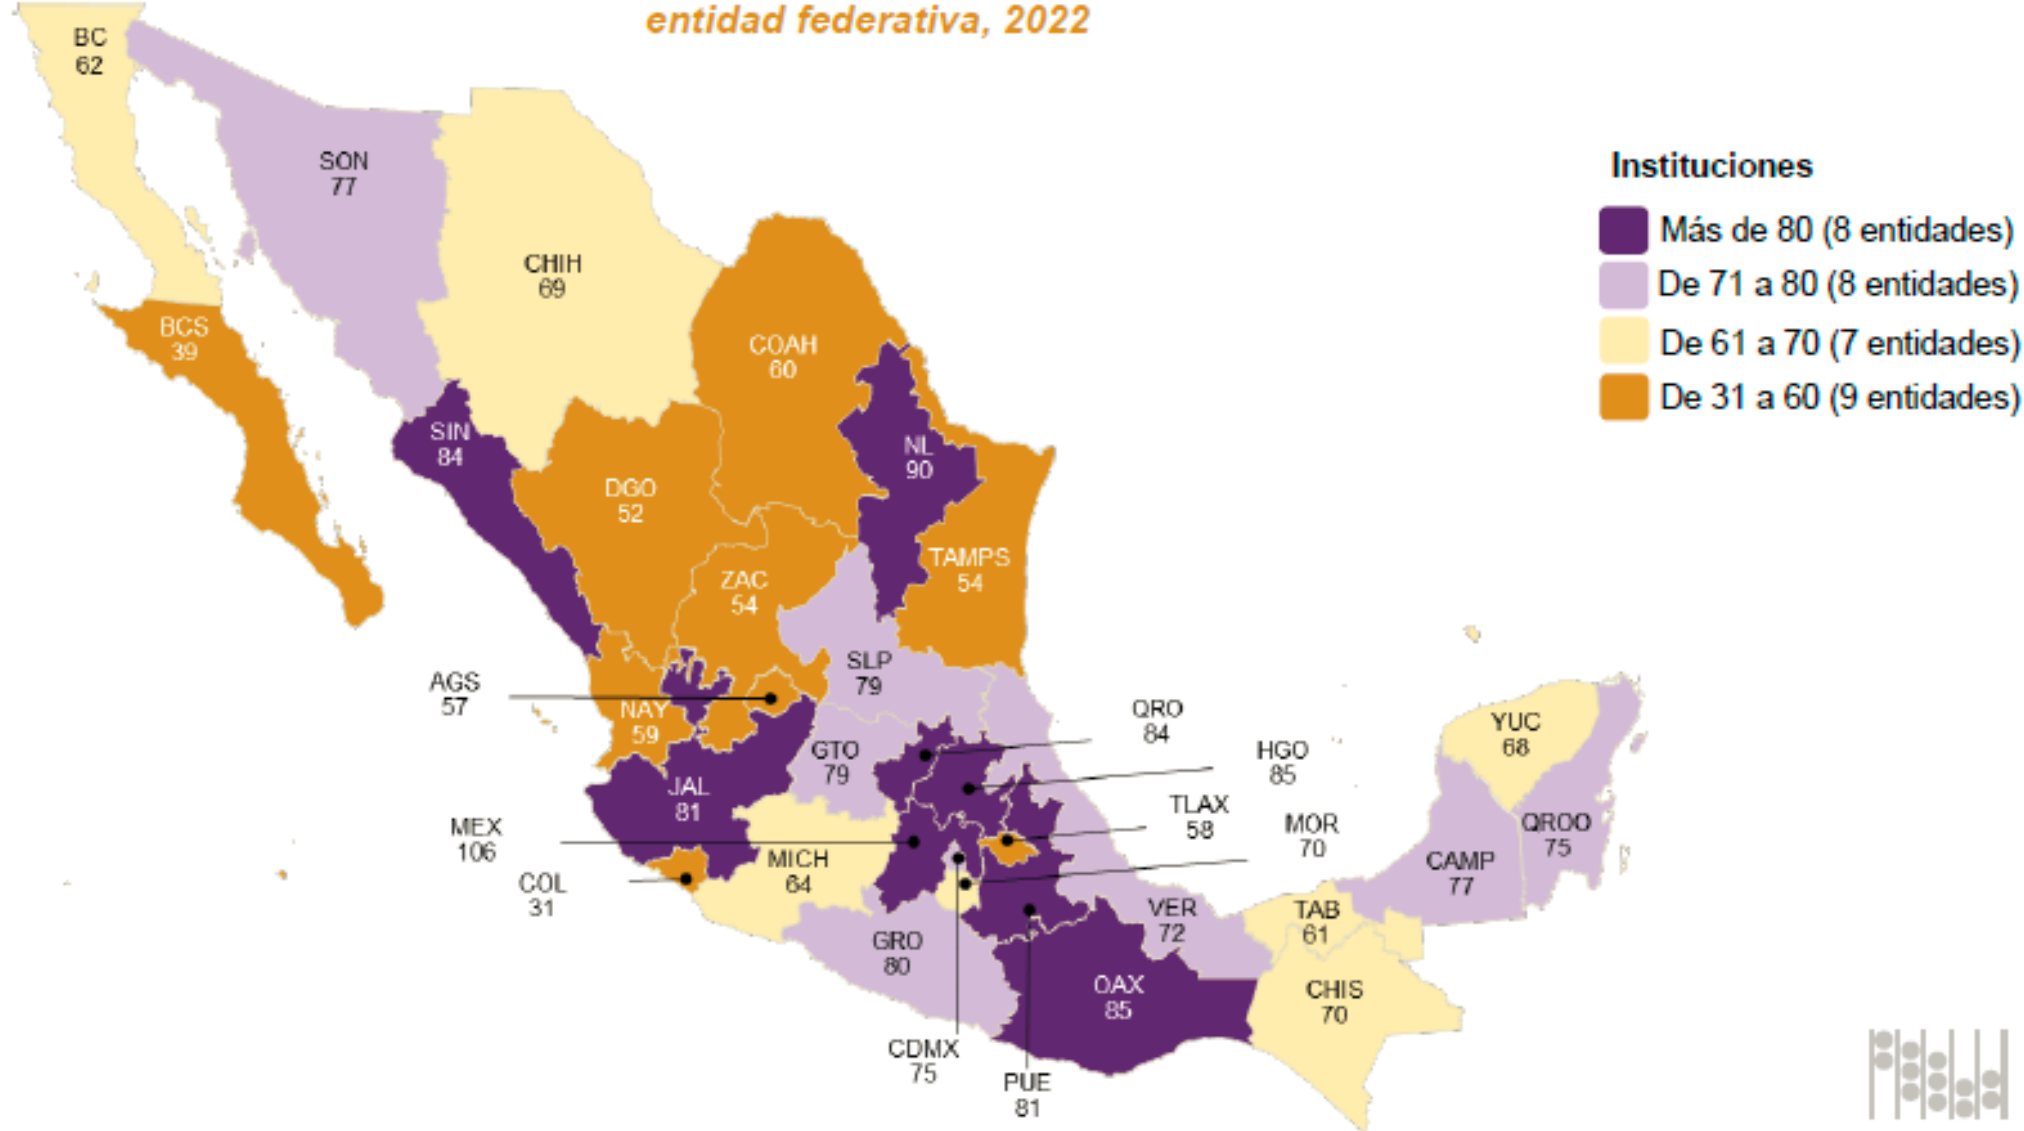 entidad federativa, 2022
BC
62
SON
77
CHIH
69
Instituciones
Más de 80 (8 entidades)
De 71 a 80 (8 entidades)
De 61 a 70 (7 entidades)
De 31 a 60 (9 entidades)
BCS
39
COAH
60
SIN
84
NL
90
DGO
52
TAMPS
54
ZAC
54
SLP
79
AGS
57
NAY
59
QRO
84
YUC
68
GTO
79
HGO
85
JAL
81
TLAX
58
MEX
106
MOR
70
QROO
75
MICH
64
CAMP
77
COL
31
VER
72
TAB
61
GRO
80
OAX
85
CHIS
70
CDMX
75
PUE
81